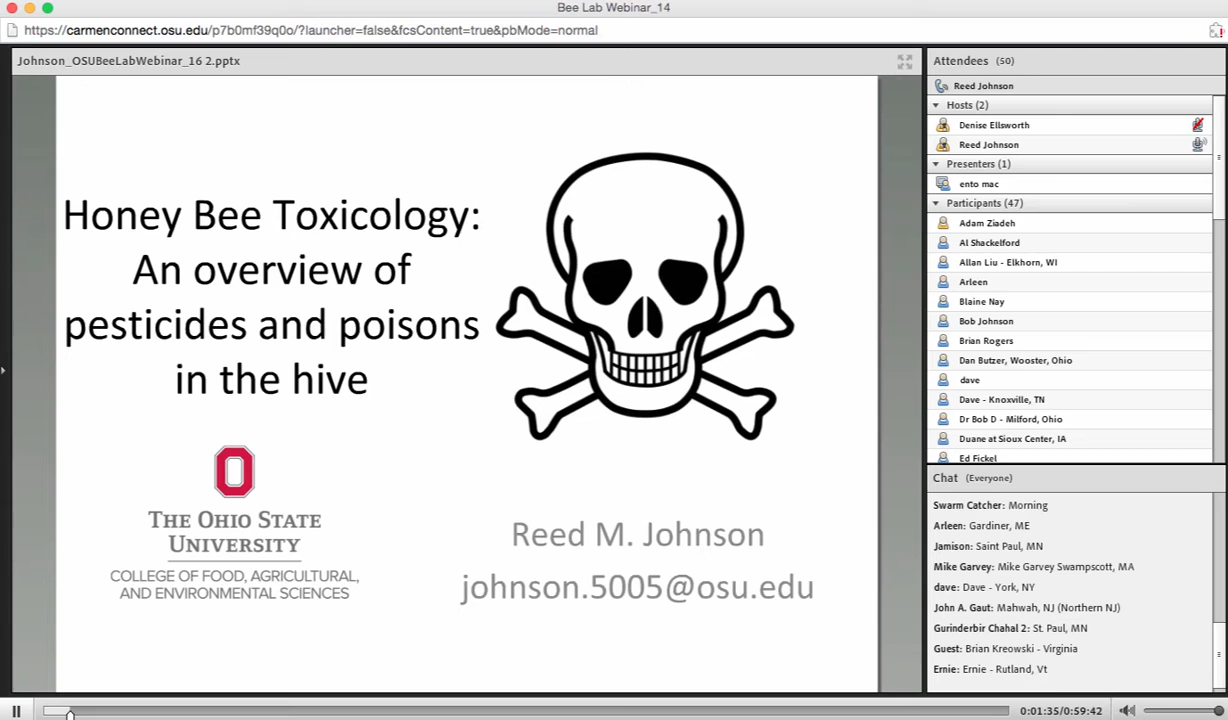 Bee Lab Webinar_14
https://carmenconnect.osu.edu/p7b0mf39q0o/?launcher=false&fcsContent=true&pbMode=normal
Johnson_OSUBeeLabWebinar_16 2.pptx
Honey Bee Toxicology:
An overview of
pesticides and poisons
in the hive
THE OHIO STATE
UNIVERSITY
COLLEGE OF FOOD, AGRICULTURAL,
AND ENVIRONMENTAL SCIENCES
Reed M. Johnson
johnson.5005@osu.edu
Attendees (50)
Reed Johnson
Hosts (2)
Denise Ellsworth
Reed Johnson
Presenters (1)
ento mac
Participants (47)
Adam Ziadeh
Al Shackelford
Allan Liu - Elkhorn, WI
Arleen
Blaine Nay
Bob Johnson
Brian Rogers
Dan Butzer, Wooster, Ohio
dave
Dave - Knoxville, TN
Dr Bob D - Milford, Ohio
Duane at Sioux Center, IA
Ed Fickel
Chat (Everyone)
Swarm Catcher: Morning
Arleen: Gardiner, ME
Jamison: Saint Paul, MN
Mike Garvey: Mike Garvey Swampscott, MA
dave: Dave - York, NY
John A. Gaut: Mahwah, NJ (Northern NJ)
Gurinderbir Chahal 2: St. Paul, MN
Guest: Brian Kreowski - Virginia
Ernie: Ernie - Rutland, Vt
0:01:35/0:59:42